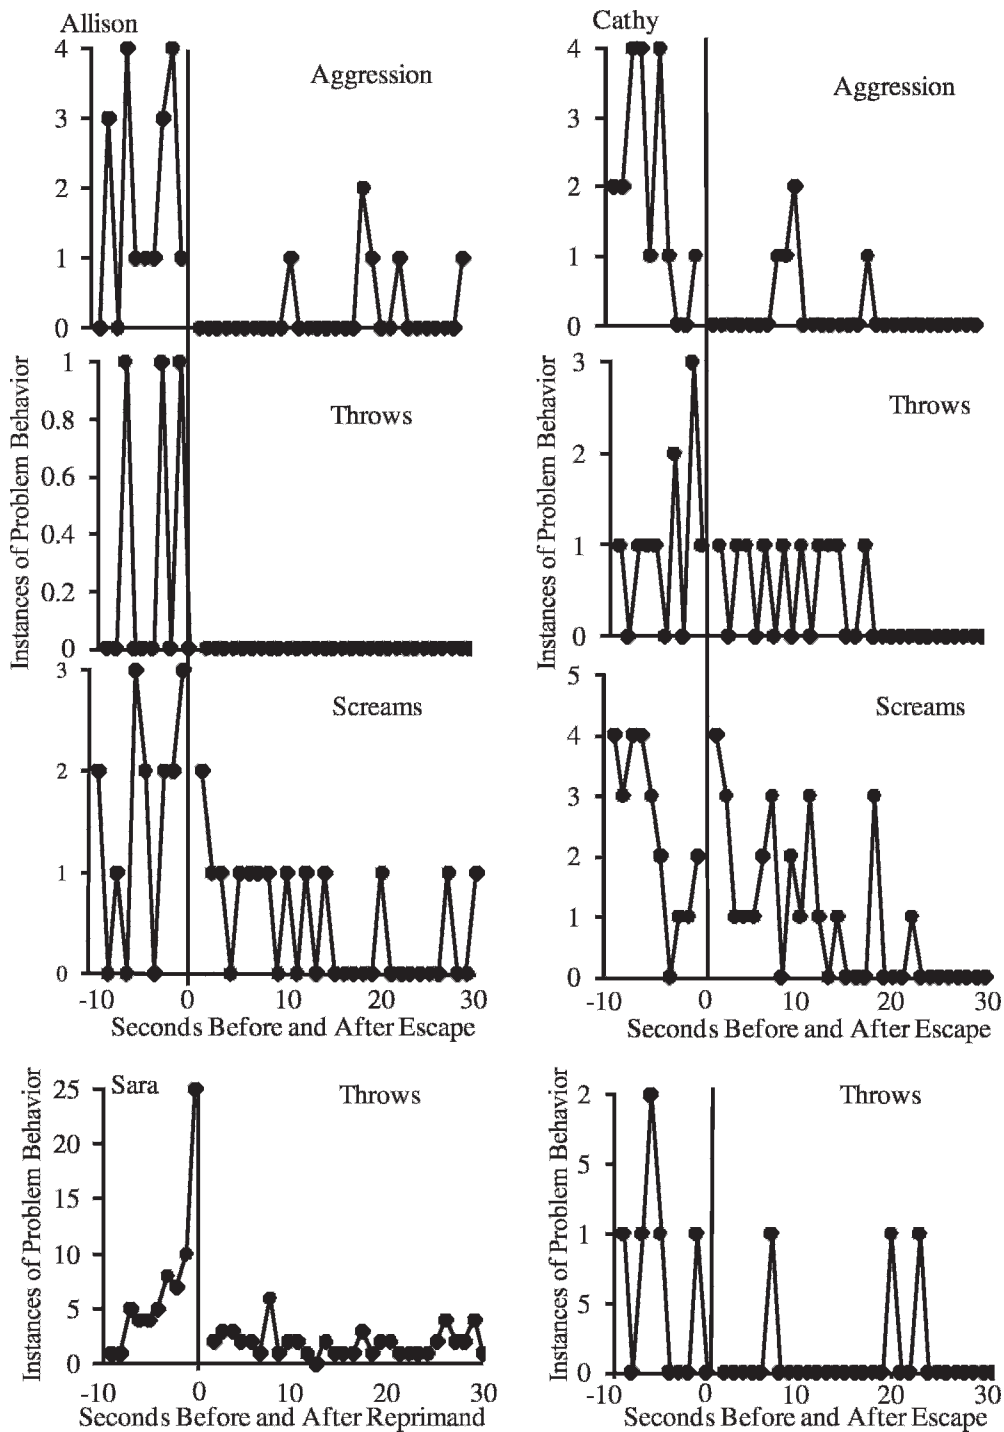 Allison
Aggression
4
3
2
1
0
Cathy
Aggression
4
3
2
1
0
Instances of Problem Behavior
Throws
1
0.8
0.6
0.4
0.2
0
Instances of Problem Behavior
Throws
3
2
1
0
Screams
3
2
1
0
-10 0 10 20 30
Seconds Before and After Escape
Screams
5
4
3
2
1
0
-10 0 10 20 30
Seconds Before and After Escape
Instances of Problem Behavior
Sara
Throws
25
20
15
10
5
0
-10 0 10 20 30
Seconds Before and After Reprimand
Instances of Problem Behavior
Throws
2
5
1
5
0
-10 0 10 20 30
Seconds Before and After Escape